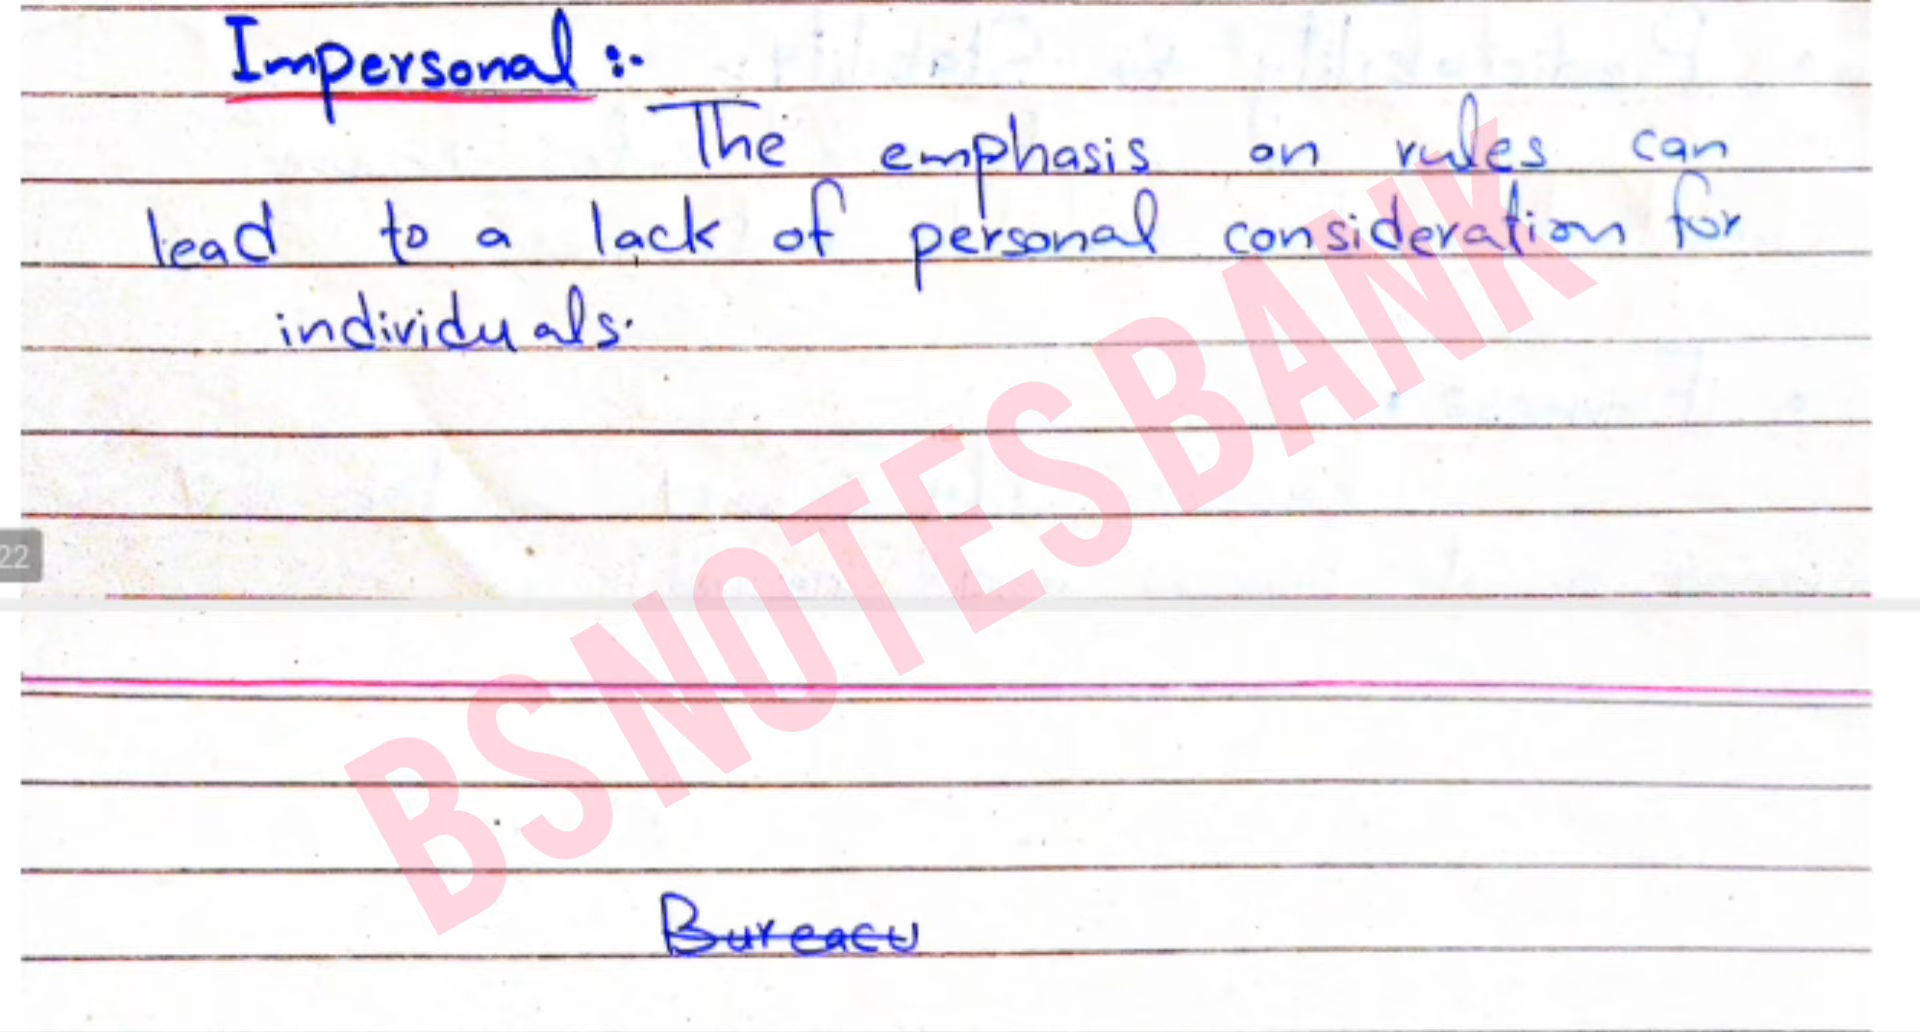 Impersonal :-
The emphasis on rules can
lead to a lack of personal consideration for
individuals.
22
BSNOTESBANK
Bureacu